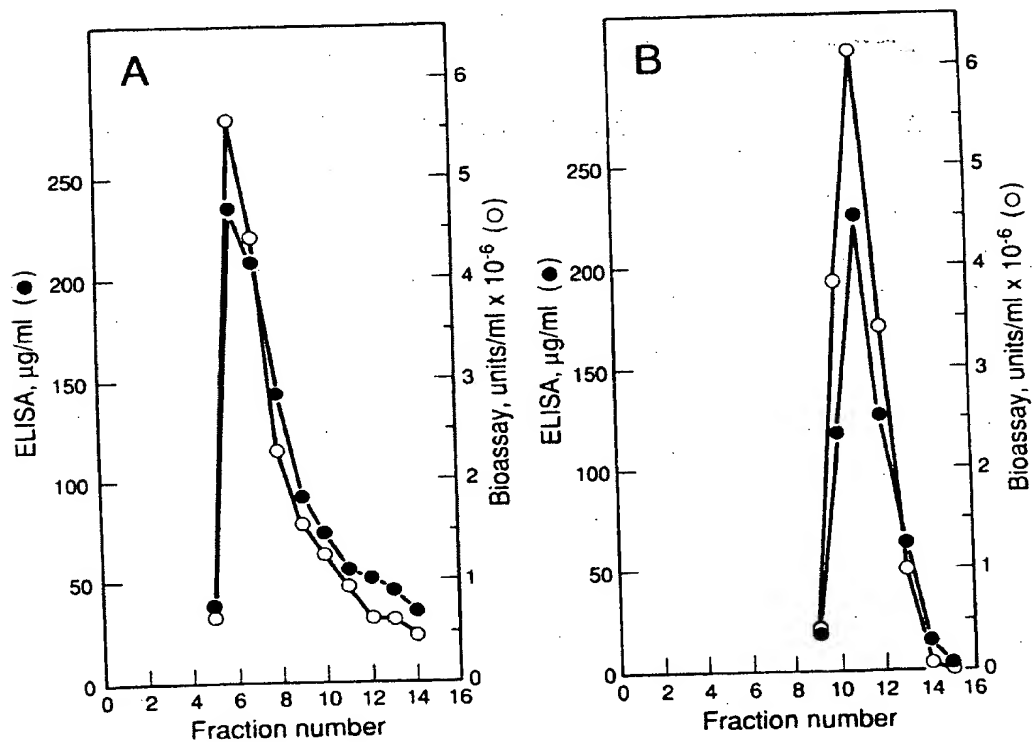 A
ELISA, µg/ml (●)
250
200
150
100
50
0
0 2 4 6 8 10 12 14 16
Fraction number
6
5
4
3
2
1
0
Bioassay, units/ml x 10⁻⁶ (○)
B
ELISA, µg/ml (●)
250
200
150
100
50
0
0 2 4 6 8 10 12 14 16
Fraction number
6
5
4
3
2
1
0
Bioassay, units/ml x 10⁻⁶ (○)